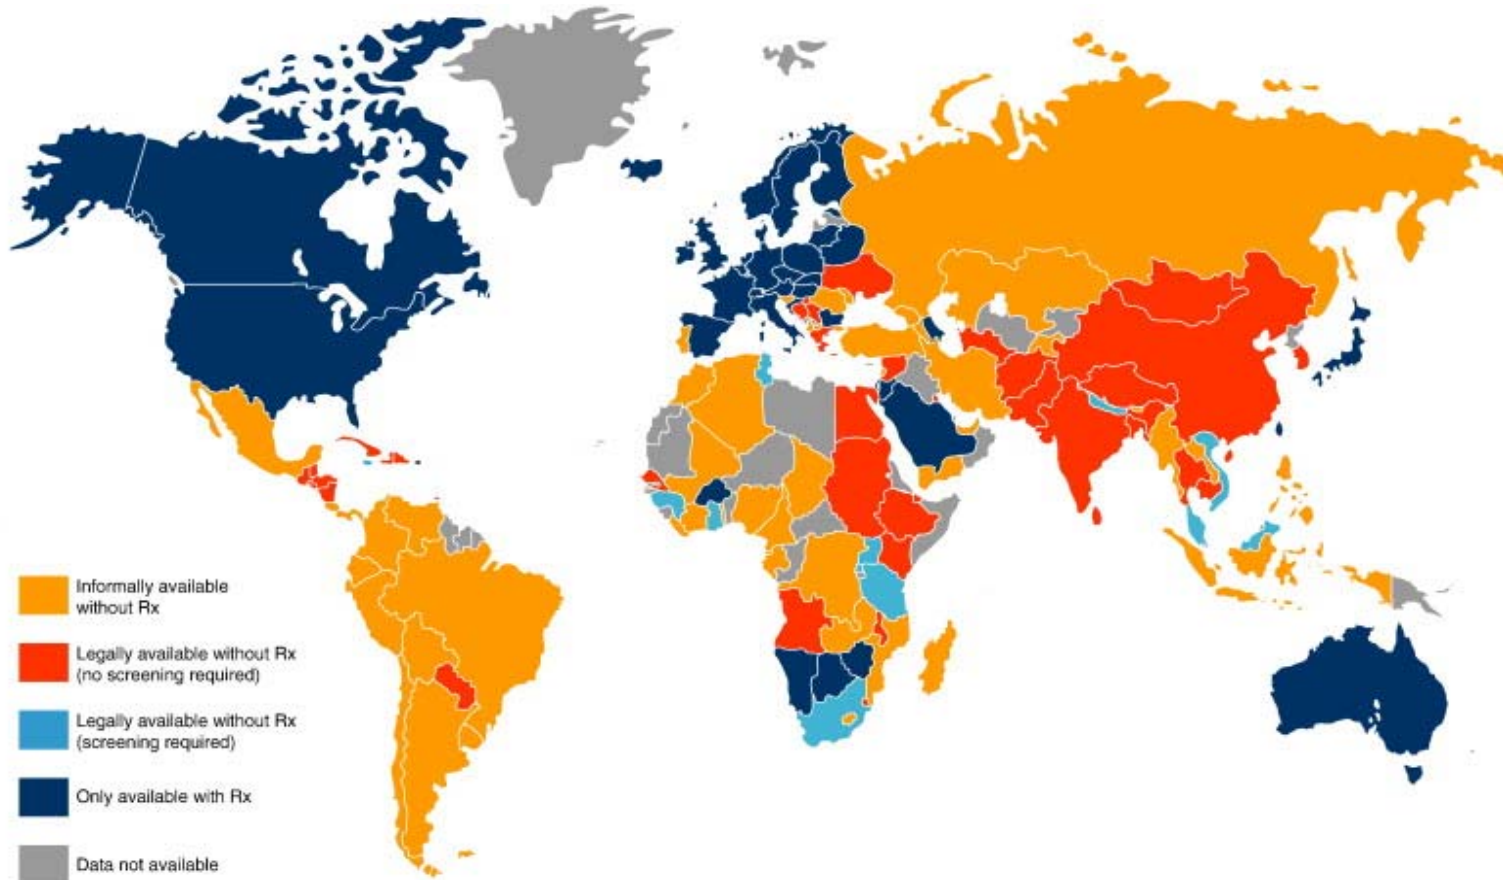 Informally available
without Rx
Legally available without Rx
(no screening required)
Legally available without Rx
(screening required)
Only available with Rx
Data not available